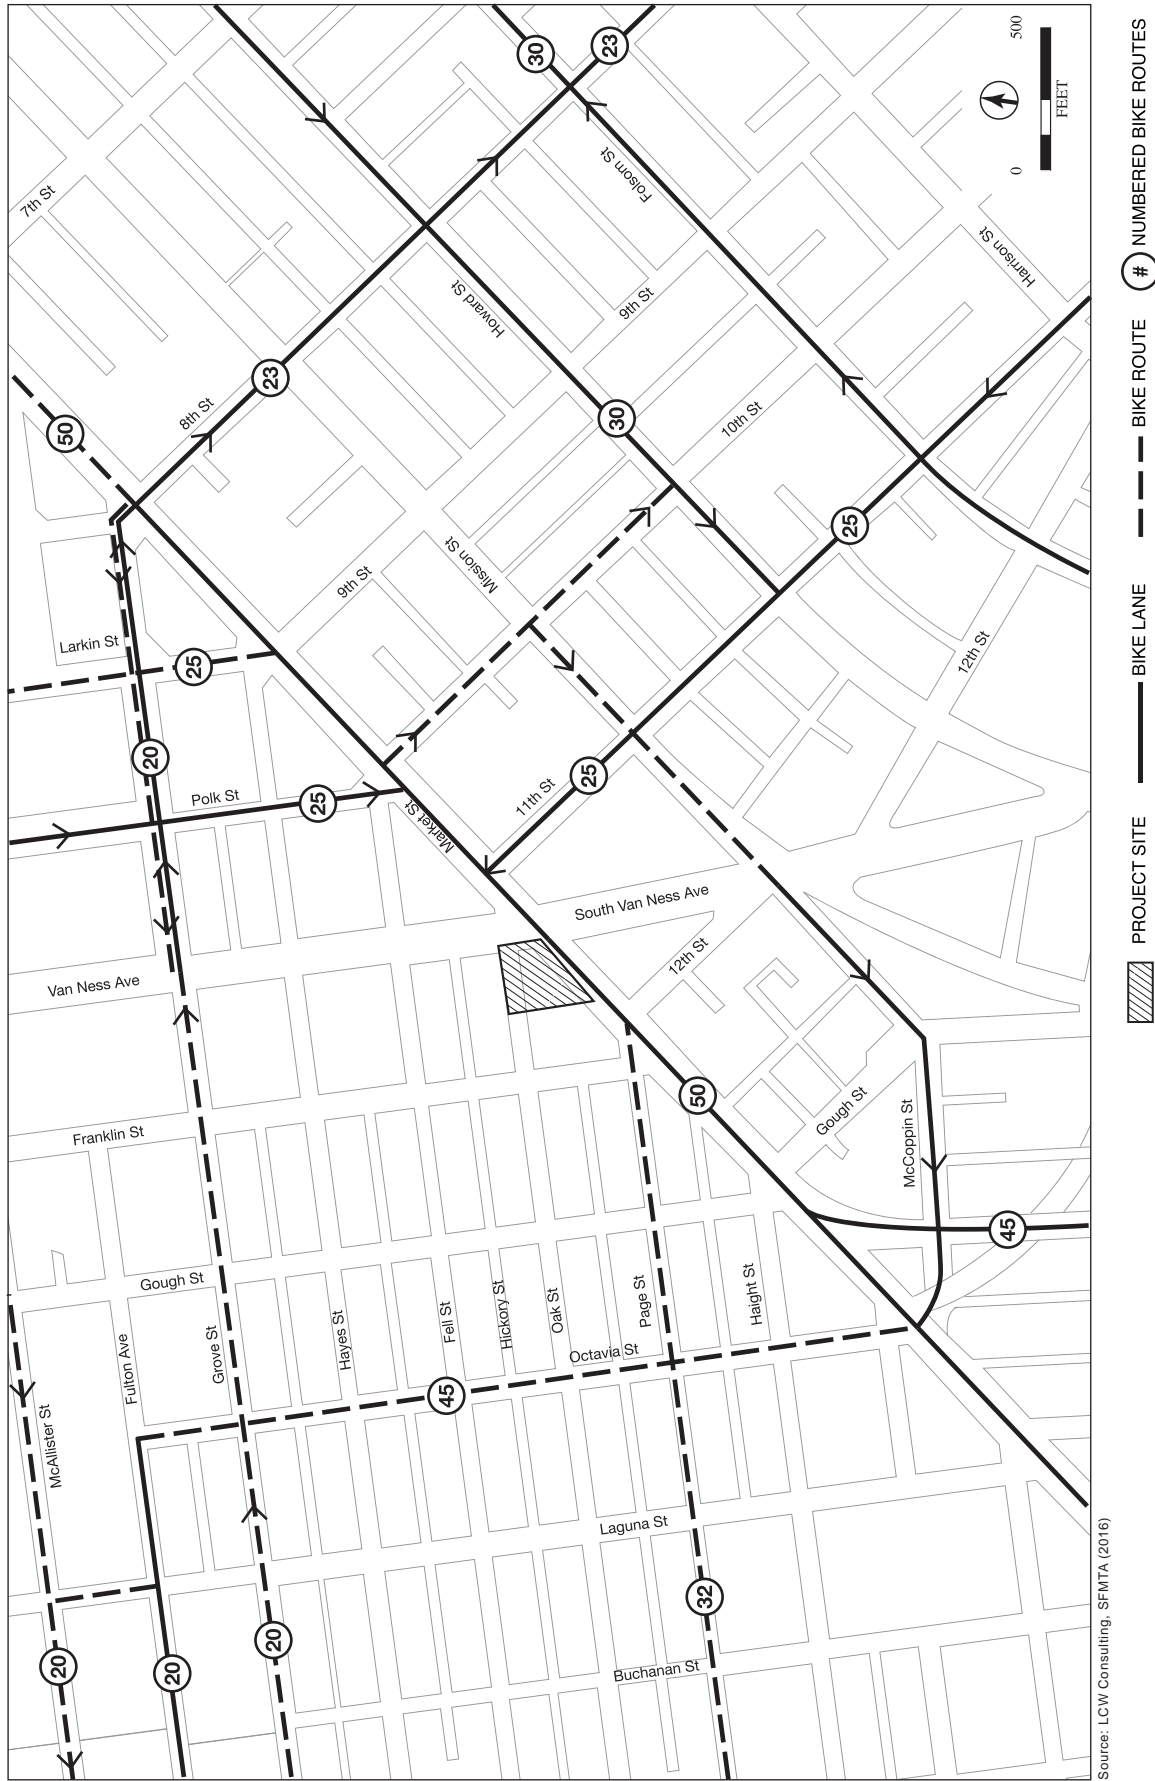 7th St
8th St
50
23
30
23
Howard St
Folsom St
9th St
30
10th St
25
Harrison St
0
500
FEET
Larkin St
25
20
Polk St
25
Market St
9th St
Mission St
11th St
25
12th St
Van Ness Ave
South Van Ness Ave
12th St
50
Franklin St
Gough St
Gough St
McCoppin St
45
McAllister St
Fulton Ave
Grove St
Hayes St
Fell St
Hickory St
Oak St
Page St
Haight St
Octavia St
45
Laguna St
32
Buchanan St
20
20
20
PROJECT SITE
BIKE LANE
BIKE ROUTE
# NUMBERED BIKE ROUTES
Source: LCW Consulting, SFMTA (2016)